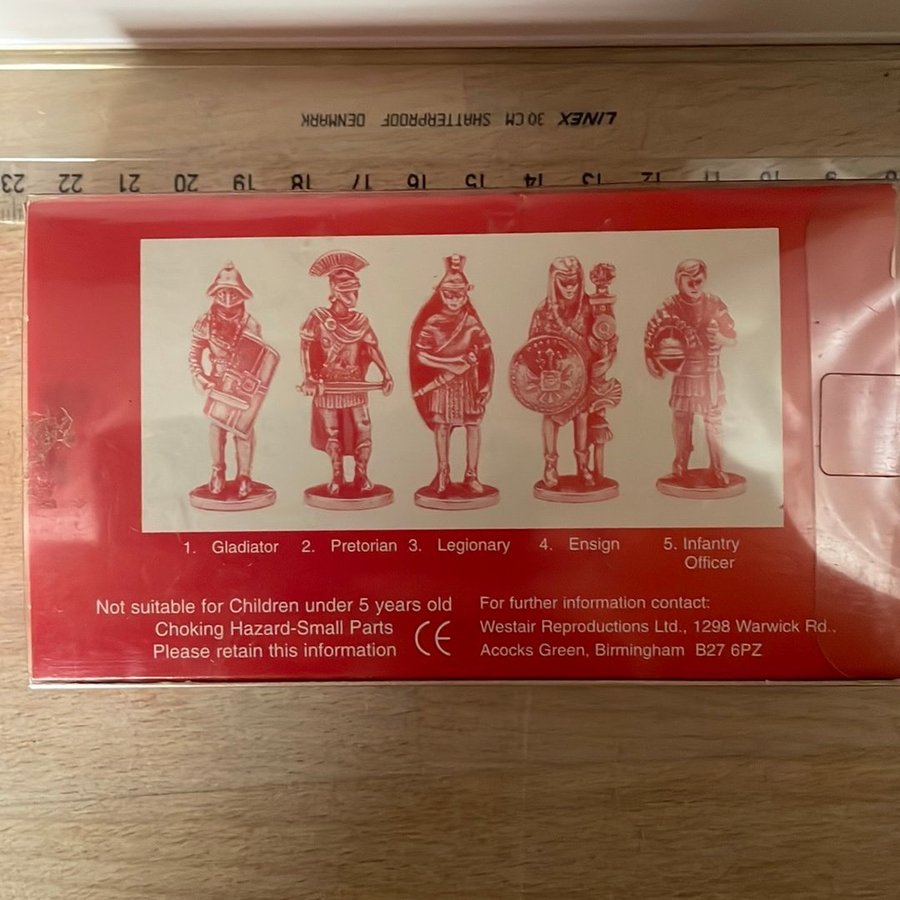 LINEX 30 CM SHATTERPROOF DENMARK
23 22 21 20 19 18 17 16 15 14 13 12 11 10 9 8
1. Gladiator 2. Pretorian 3. Legionary 4. Ensign 5. Infantry Officer
Not suitable for Children under 5 years old
Choking Hazard-Small Parts
Please retain this information
CE
For further information contact:
Westair Reproductions Ltd., 1298 Warwick Rd.,
Acocks Green, Birmingham B27 6PZ